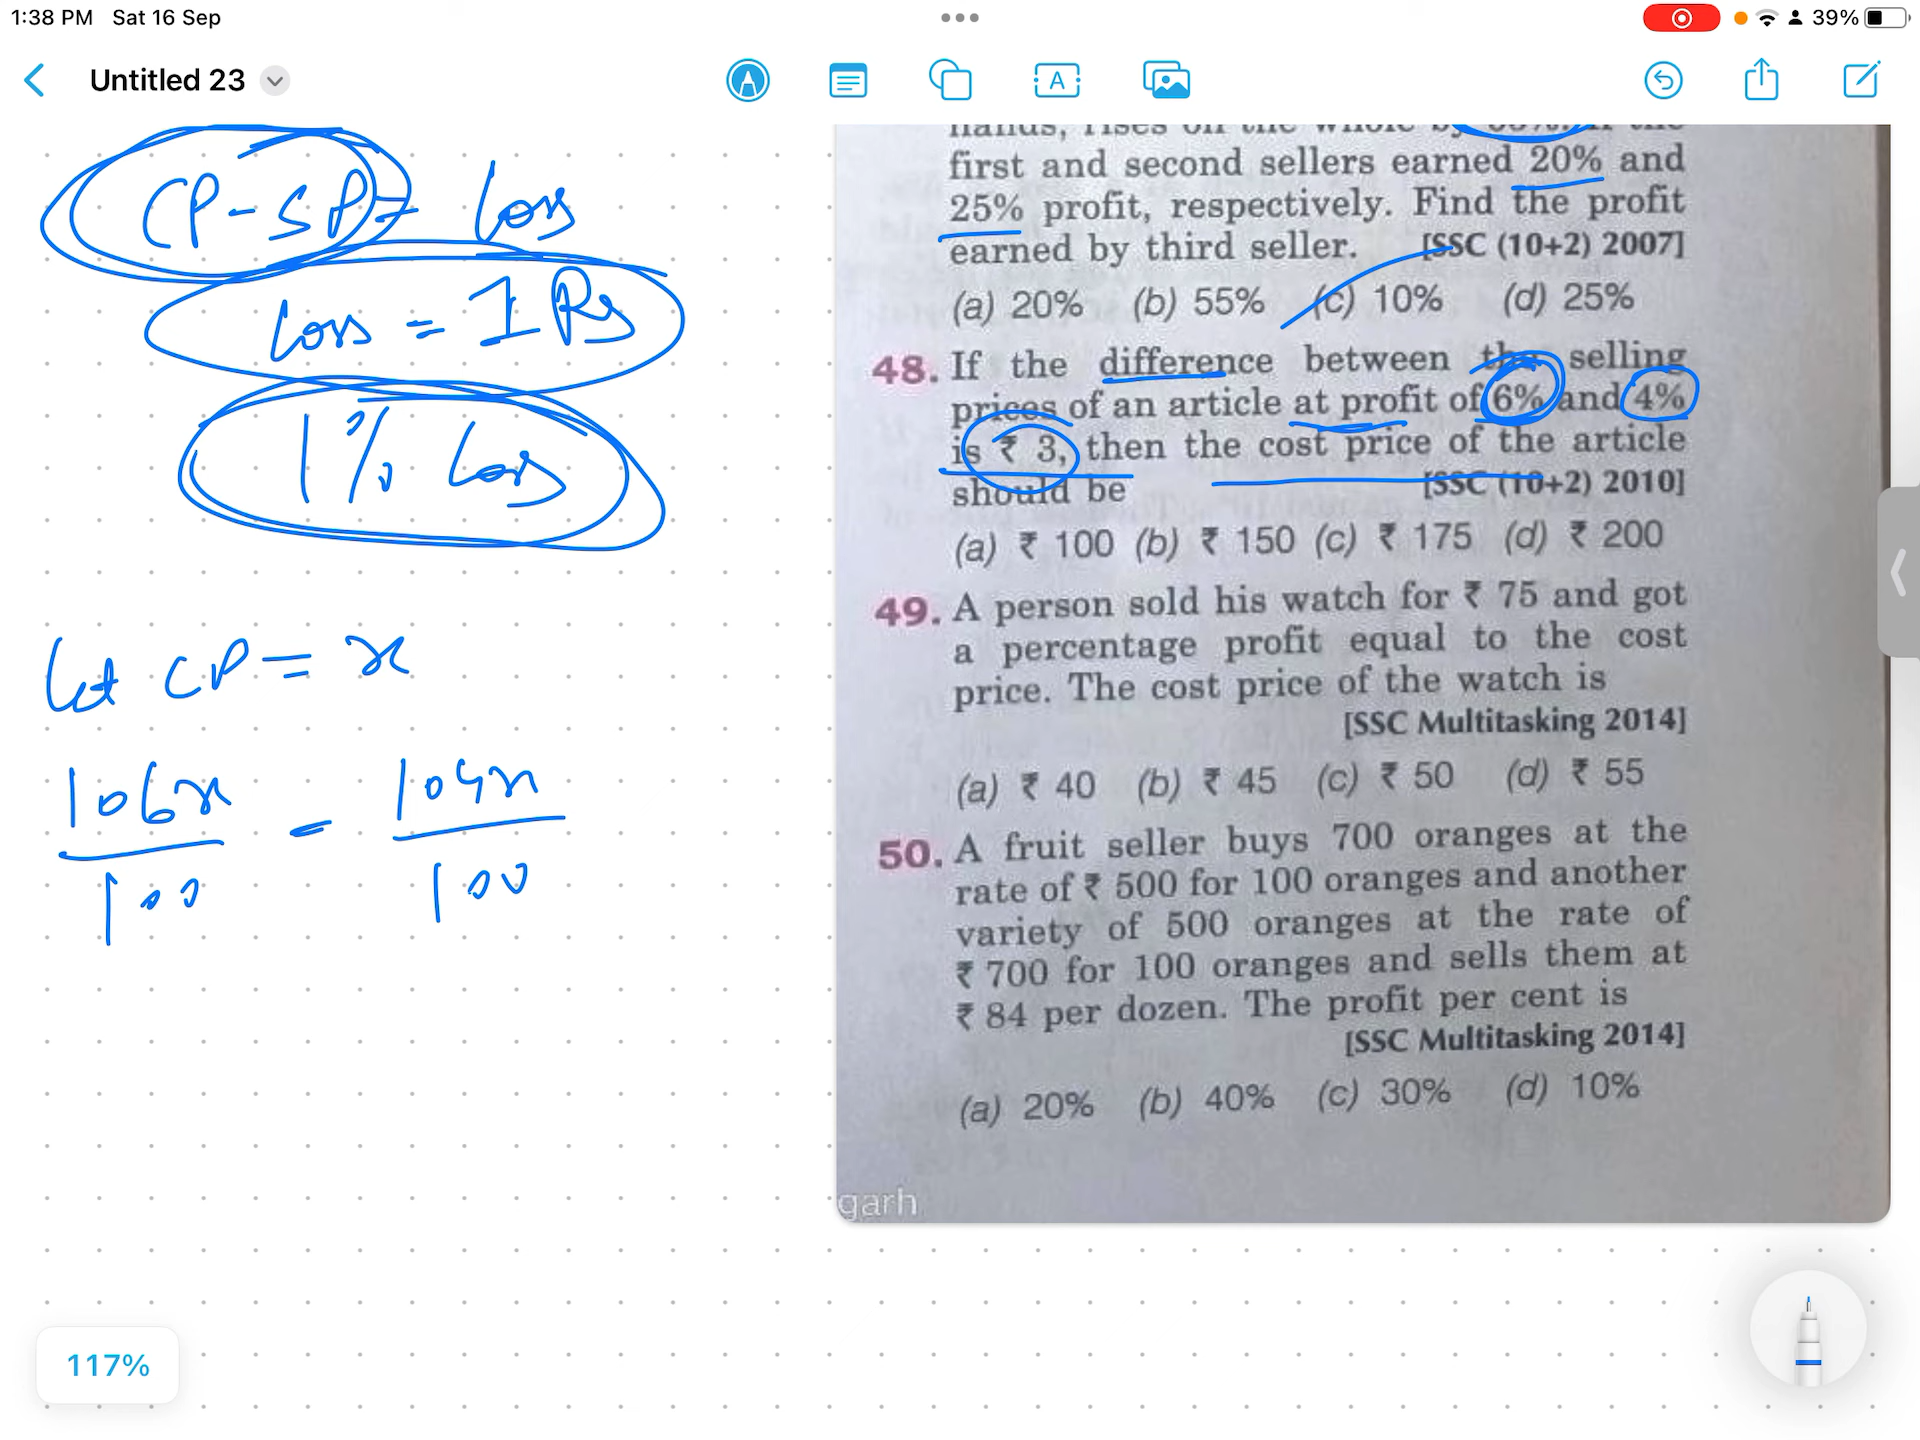 1:38 PM Sat 16 Sep
39%
Untitled 23
A
CP-SP = loss
loss = 1 Rs
1% loss
let CP = x
106x - 104x
100 100
hands, rises on the whole by
first and second sellers earned 20% and
25% profit, respectively. Find the profit
earned by third seller. [SSC (10+2) 2007]
(a) 20% (b) 55% (c) 10% (d) 25%
48. If the difference between the selling
prices of an article at profit of 6% and 4%
is ₹ 3, then the cost price of the article
should be [SSC (10+2) 2010]
(a) ₹ 100 (b) ₹ 150 (c) ₹ 175 (d) ₹ 200
49. A person sold his watch for ₹ 75 and got
a percentage profit equal to the cost
price. The cost price of the watch is
[SSC Multitasking 2014]
(a) ₹ 40 (b) ₹ 45 (c) ₹ 50 (d) ₹ 55
50. A fruit seller buys 700 oranges at the
rate of ₹ 500 for 100 oranges and another
variety of 500 oranges at the rate of
₹ 700 for 100 oranges and sells them at
₹ 84 per dozen. The profit per cent is
[SSC Multitasking 2014]
(a) 20% (b) 40% (c) 30% (d) 10%
garh
117%